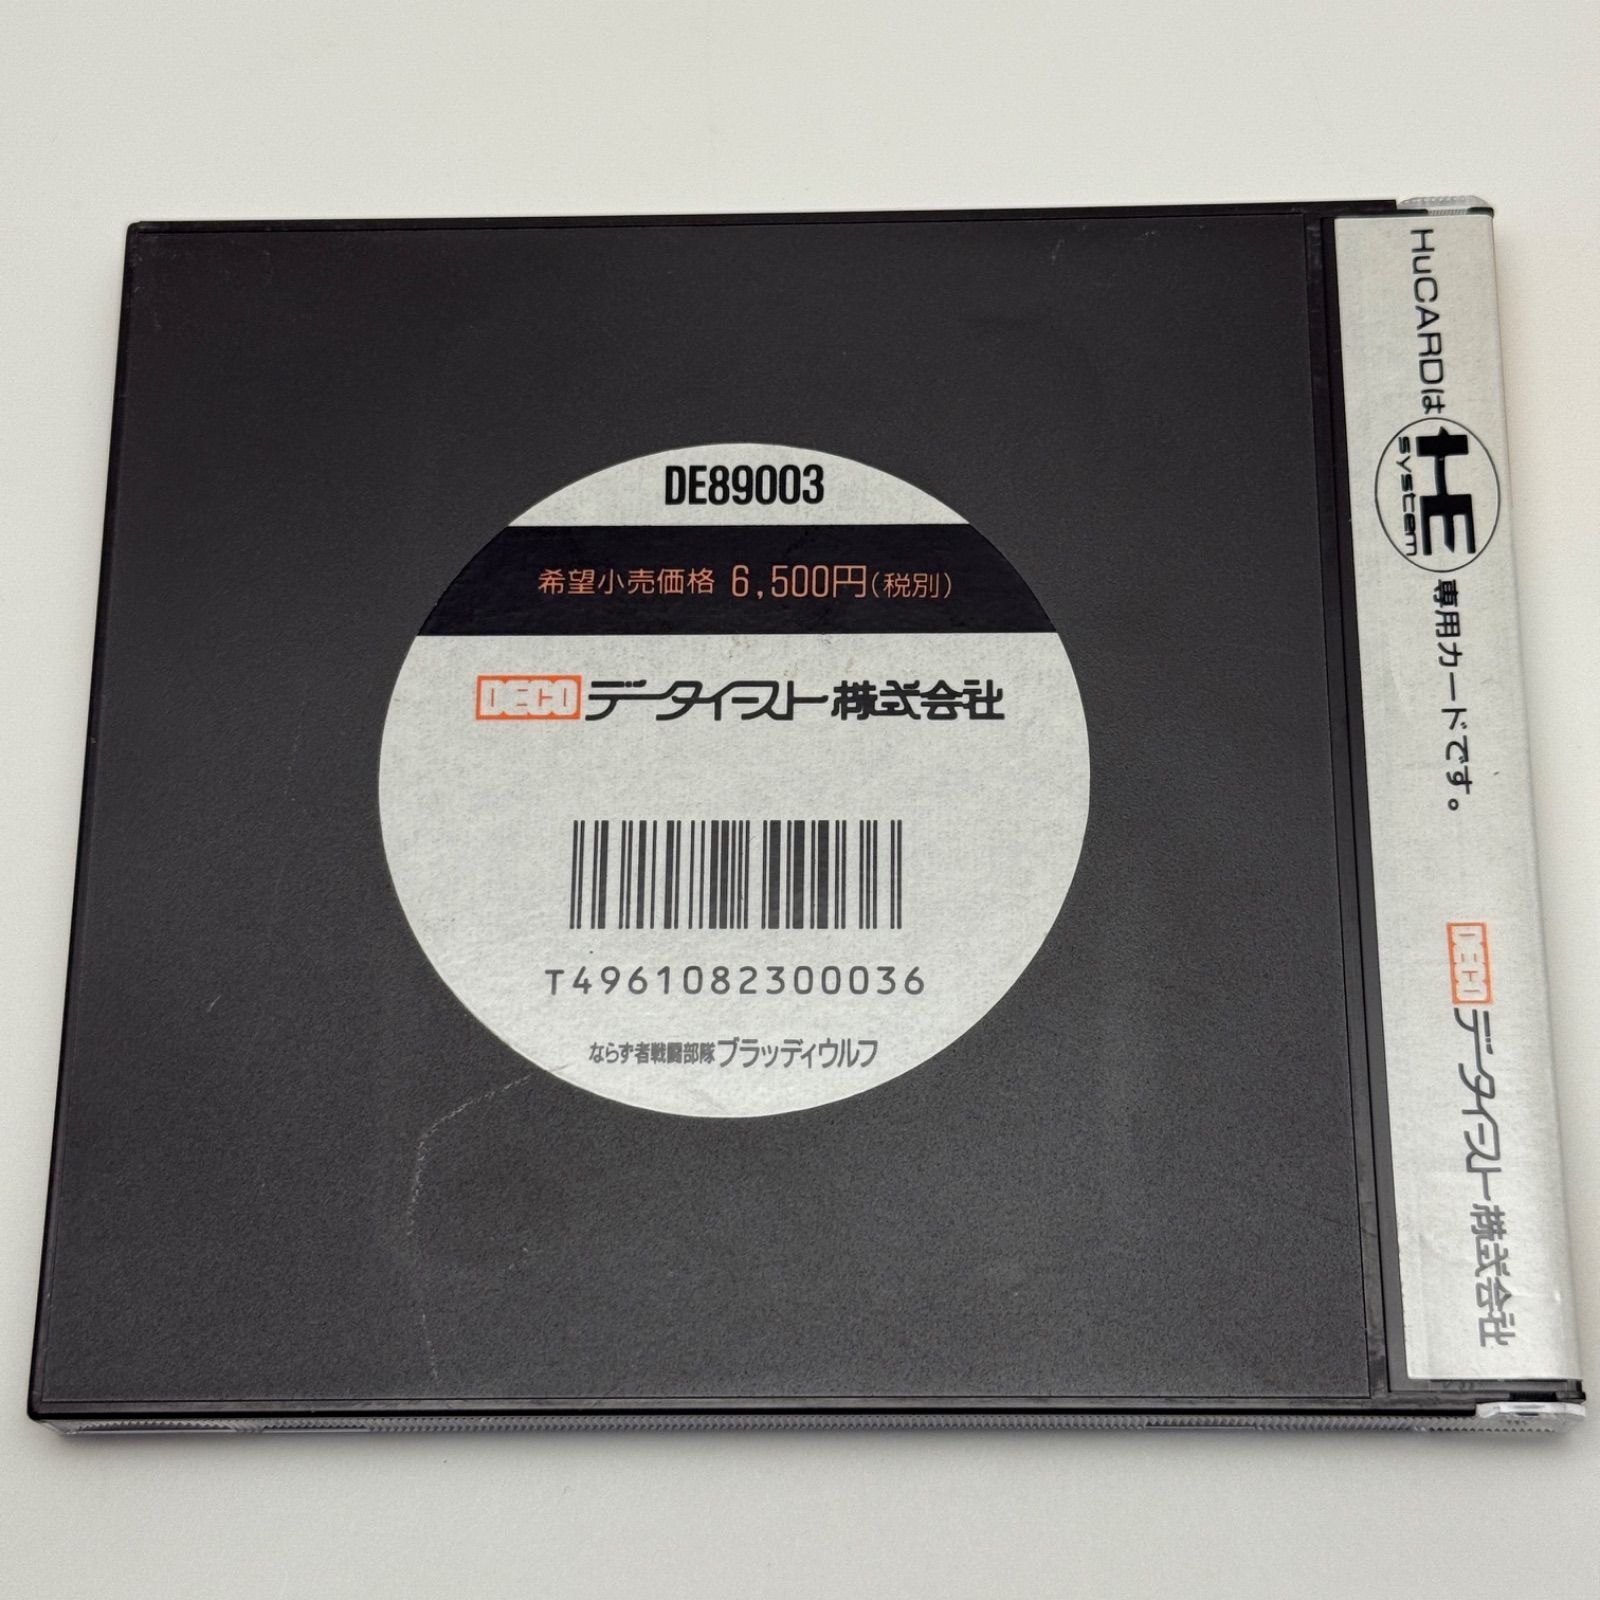 DE89003
希望小売価格 6,500円(税別)
DECO データイースト株式会社
T4961082300036
ならず者戦闘部隊 ブラッディウルフ
HuCARDは HE system 専用カードです。
DECO データイースト株式会社